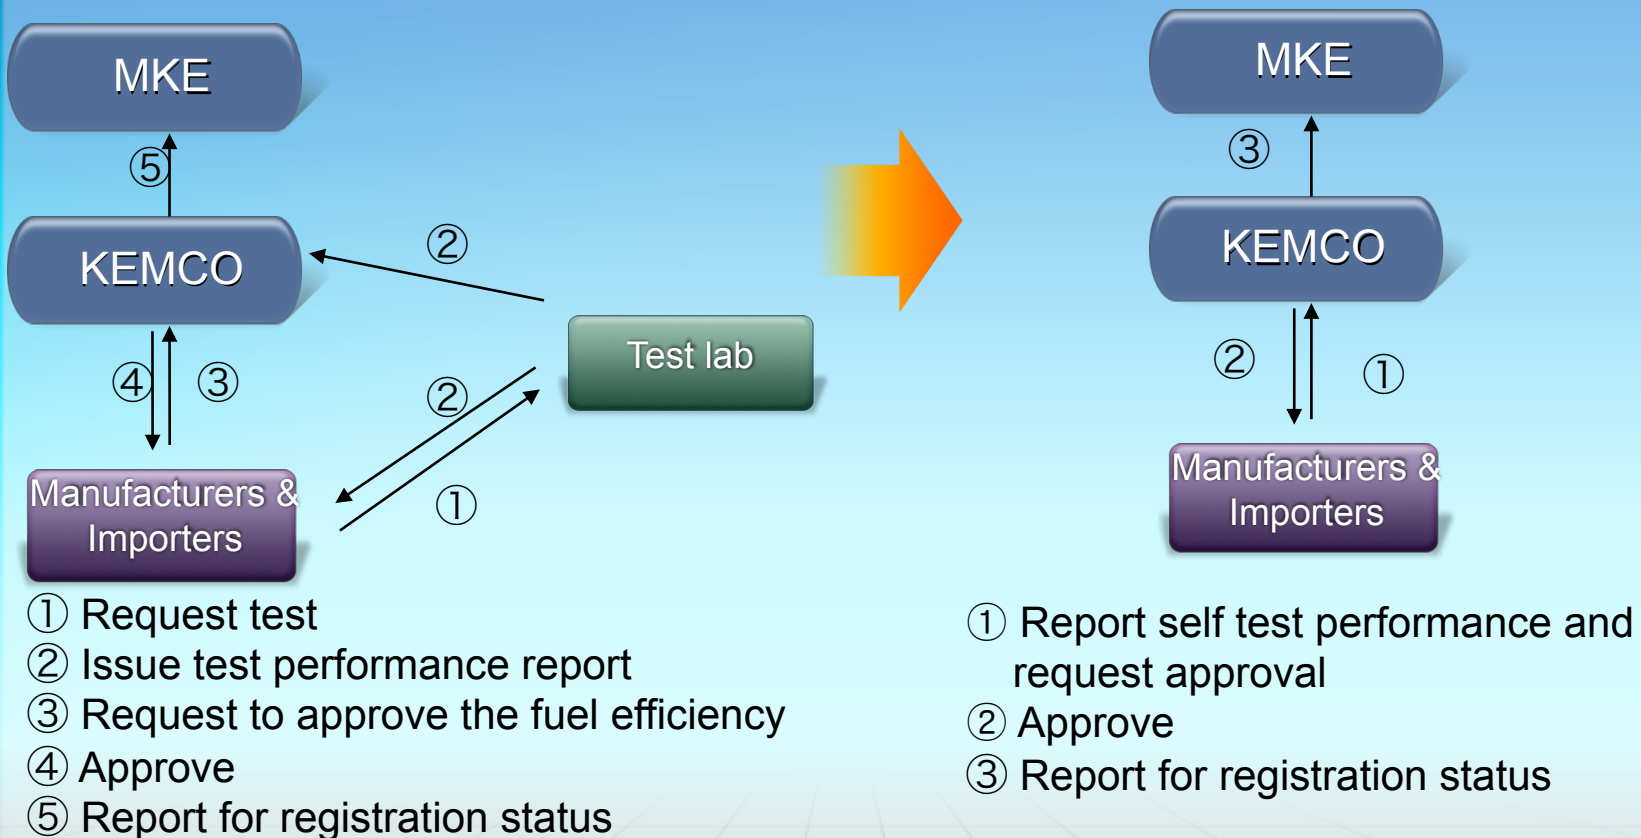 MKE
⑤
KEMCO
②
Test lab
④
③
②
①
Manufacturers &
Importers
① Request test
② Issue test performance report
③ Request to approve the fuel efficiency
④ Approve
⑤ Report for registration status
MKE
③
KEMCO
②
①
Manufacturers &
Importers
① Report self test performance and
request approval
② Approve
③ Report for registration status